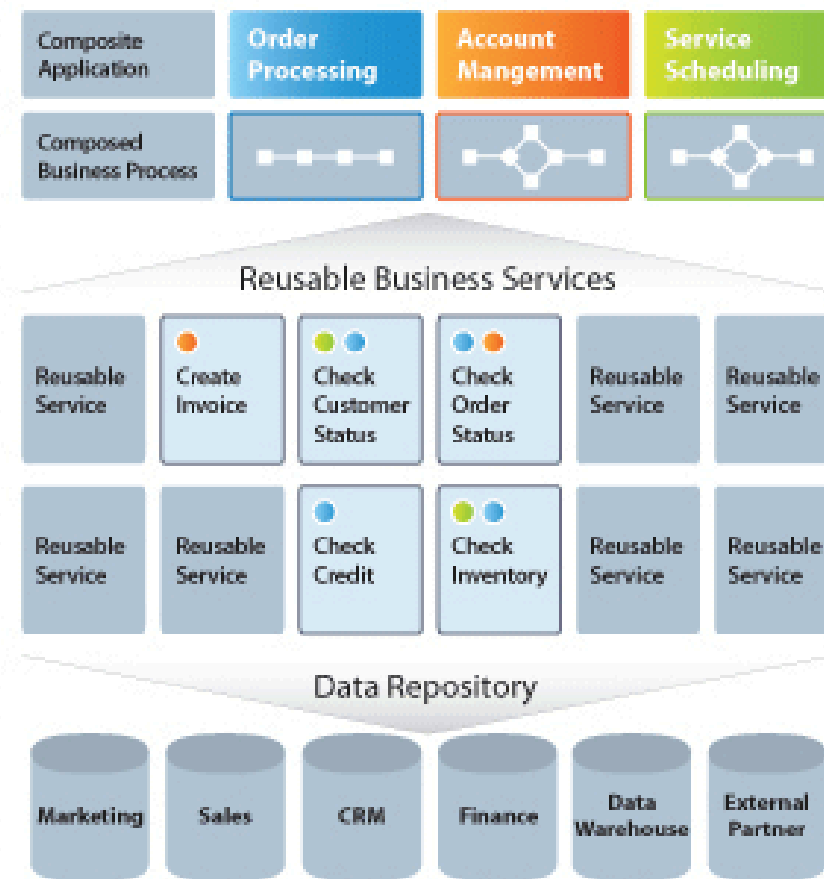 Composite
Application
Order
Processing
Account
Mangement
Service
Scheduling
Composed
Business Process
Reusable Business Services
Reusable
Service
Create
Invoice
Check
Customer
Status
Check
Order
Status
Reusable
Service
Reusable
Service
Reusable
Service
Reusable
Service
Check
Credit
Check
Inventory
Reusable
Service
Reusable
Service
Data Repository
Marketing
Sales
CRM
Finance
Data
Warehouse
External
Partner